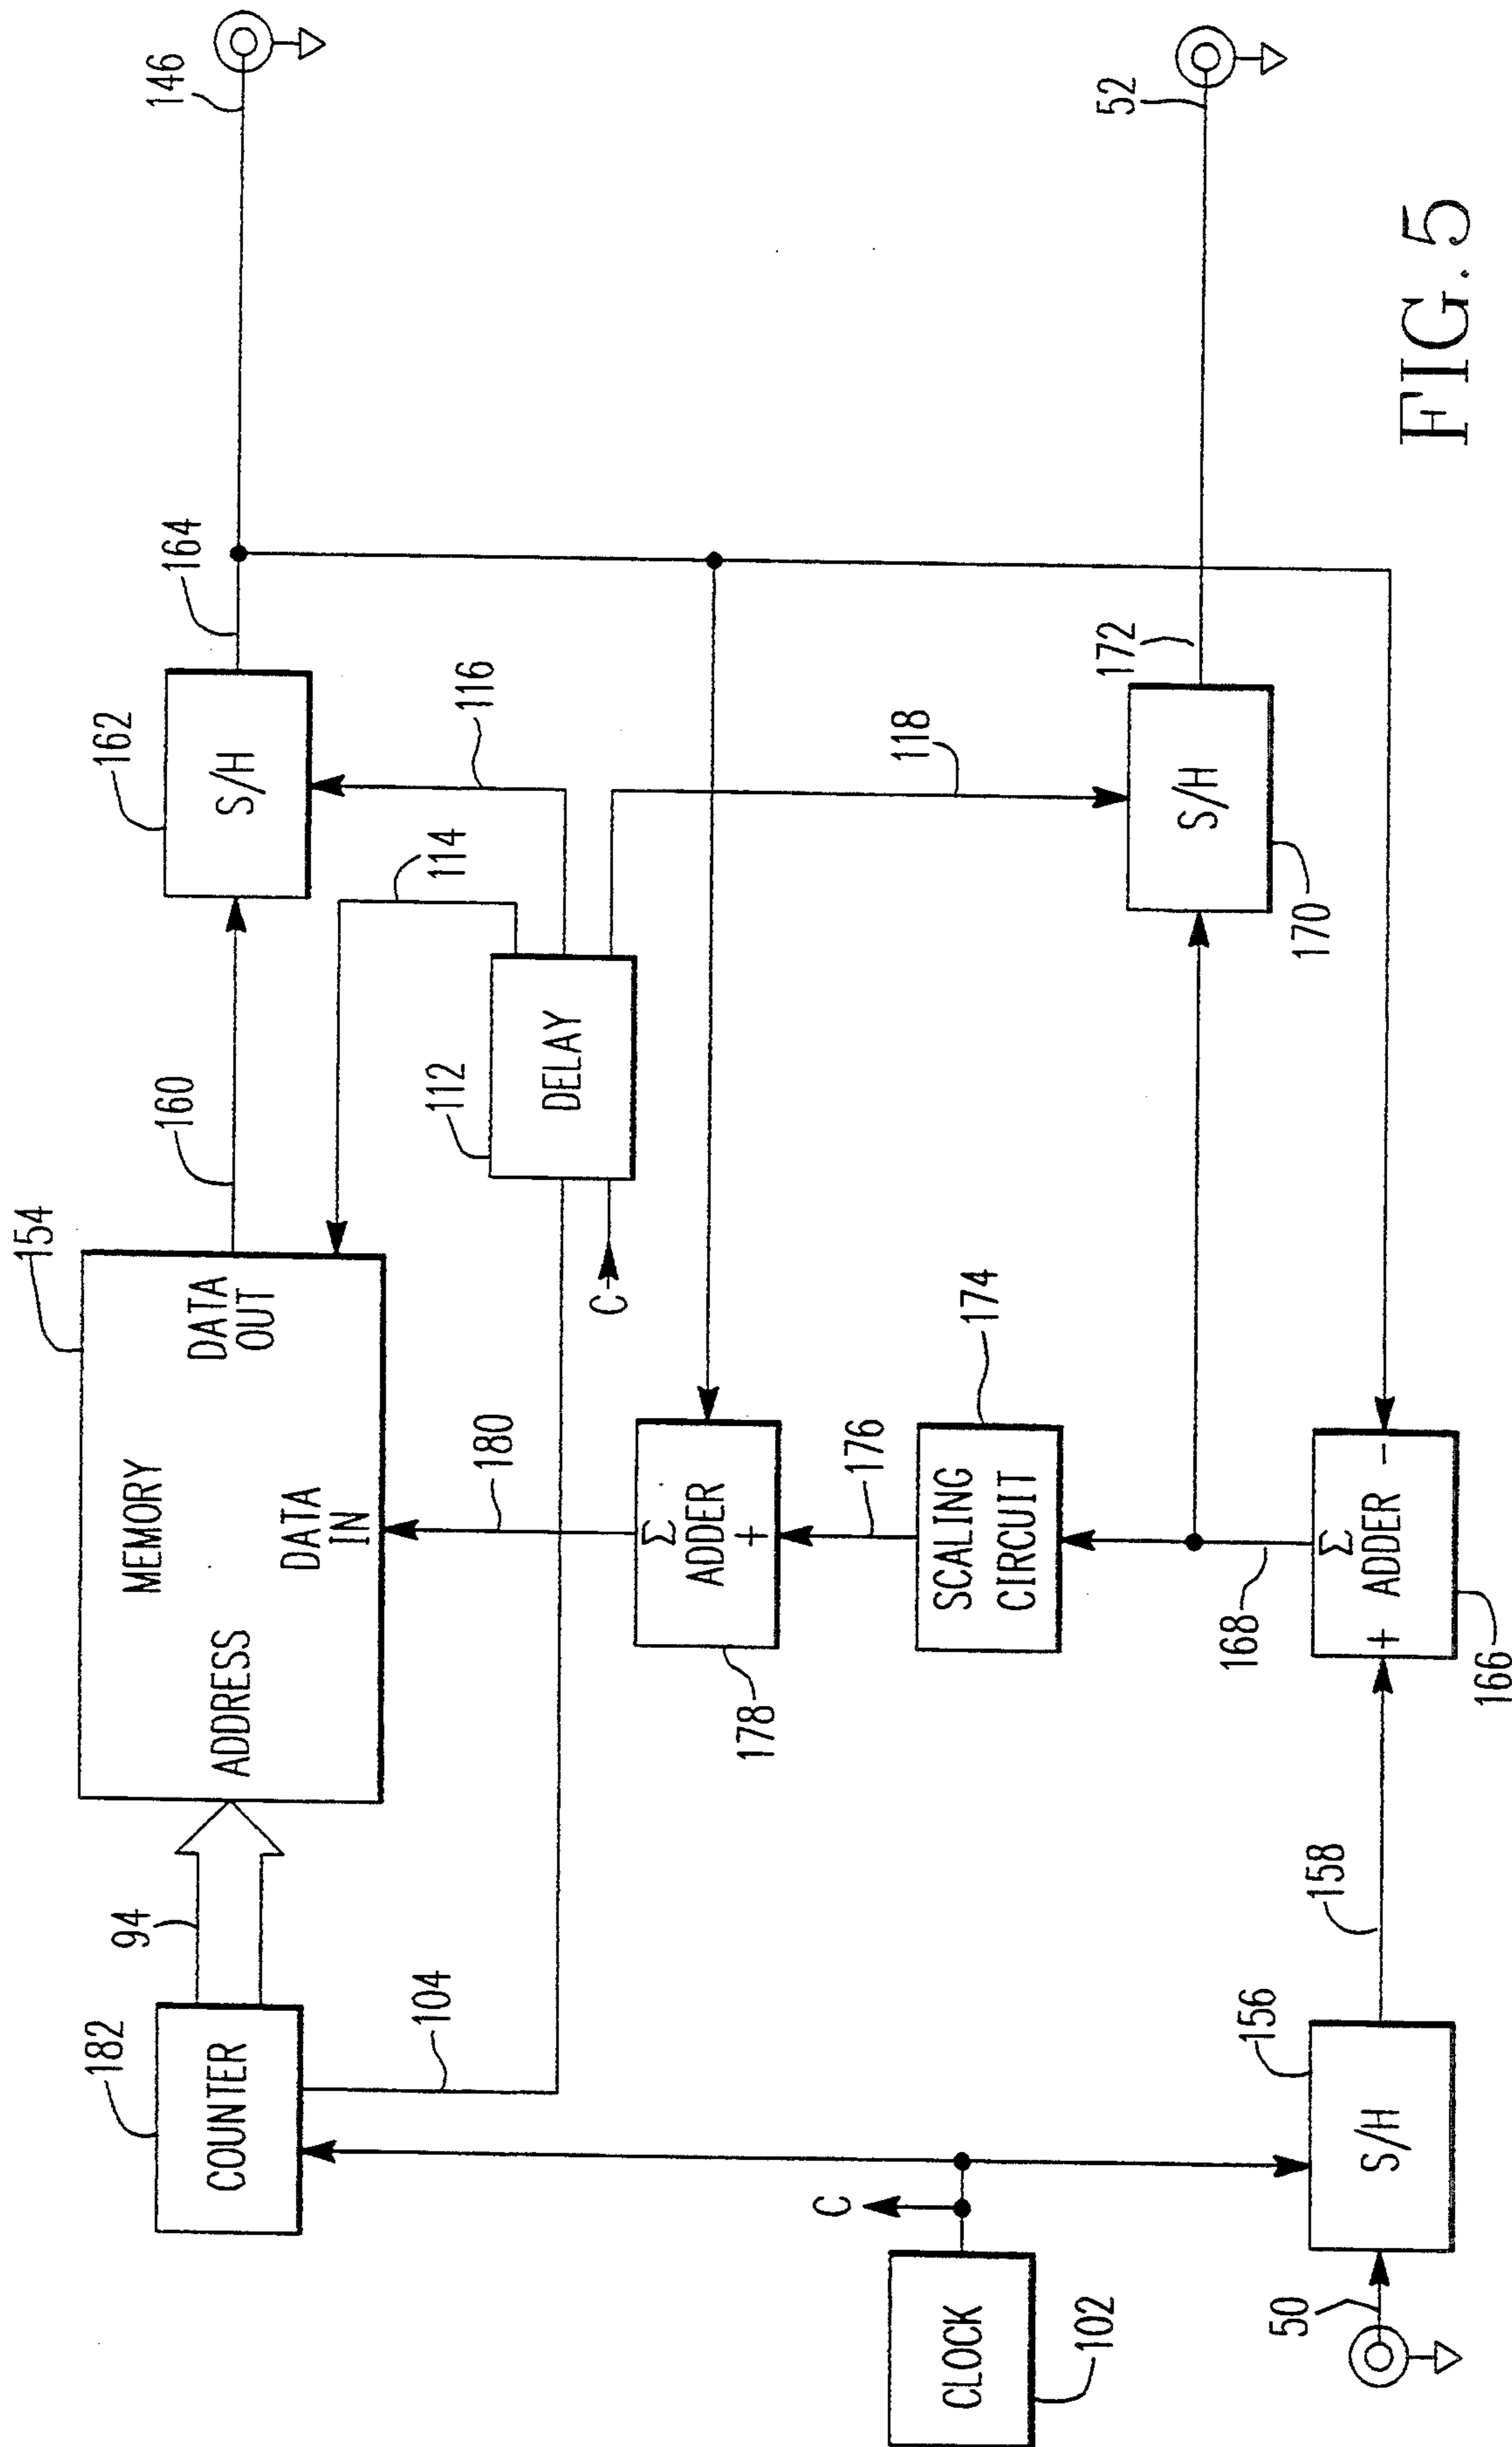 182
COUNTER
94
104
154
MEMORY
ADDRESS
DATA
OUT
DATA
IN
160
162
S/H
164
146
114
116
112
DELAY
C
180
Σ
ADDER
+
178
176
174
SCALING
CIRCUIT
118
C
CLOCK
102
168
172
52
S/H
170
50
156
S/H
158
Σ
+ ADDER -
166
FIG. 5